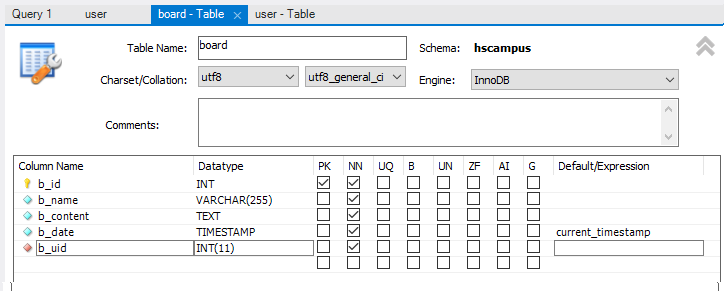 Query 1 user board - Table user - Table
Table Name: board Schema: hscampus
Charset/Collation: utf8 utf8_general_ci Engine: InnoDB
Comments:
Column Name Datatype PK NN UQ B UN ZF AI G Default/Expression
b_id INT
b_name VARCHAR(255)
b_content TEXT
b_date TIMESTAMP current_timestamp
b_uid INT(11)